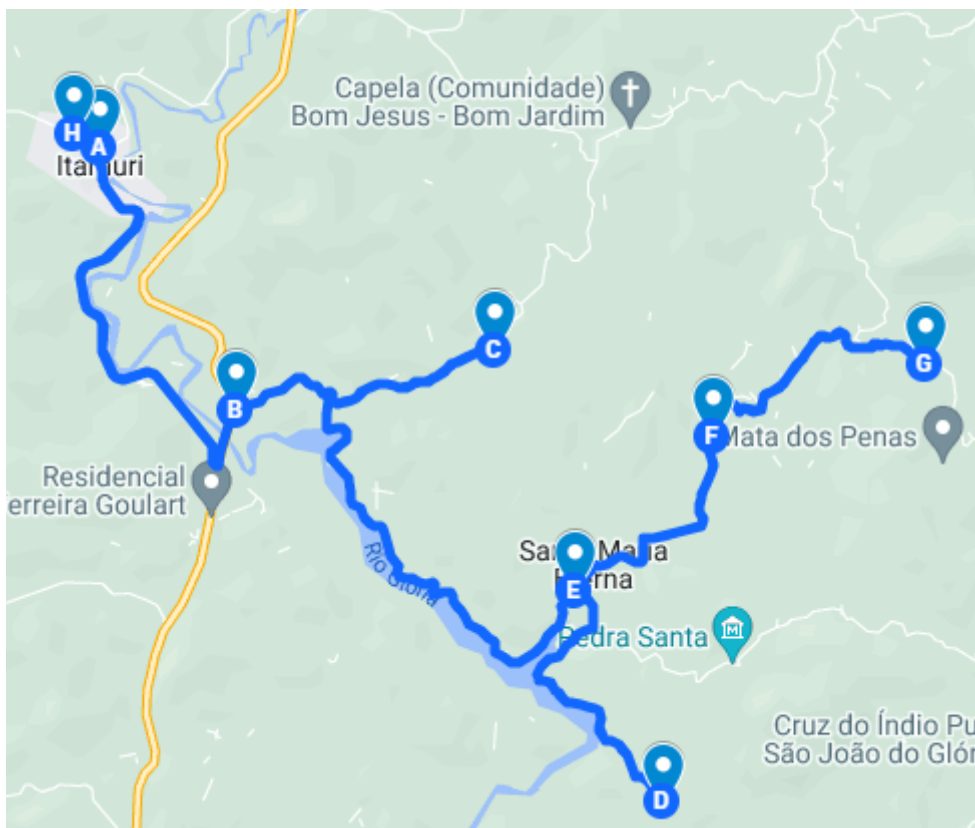 Capela (Comunidade)
Bom Jesus - Bom Jardim
H
A
C
G
B
F
Mata dos Penas
Residencial
erreira Goulart
Rio Glória
E
Pedra Santa
Cruz do Índio Pu
São João do Glór
D